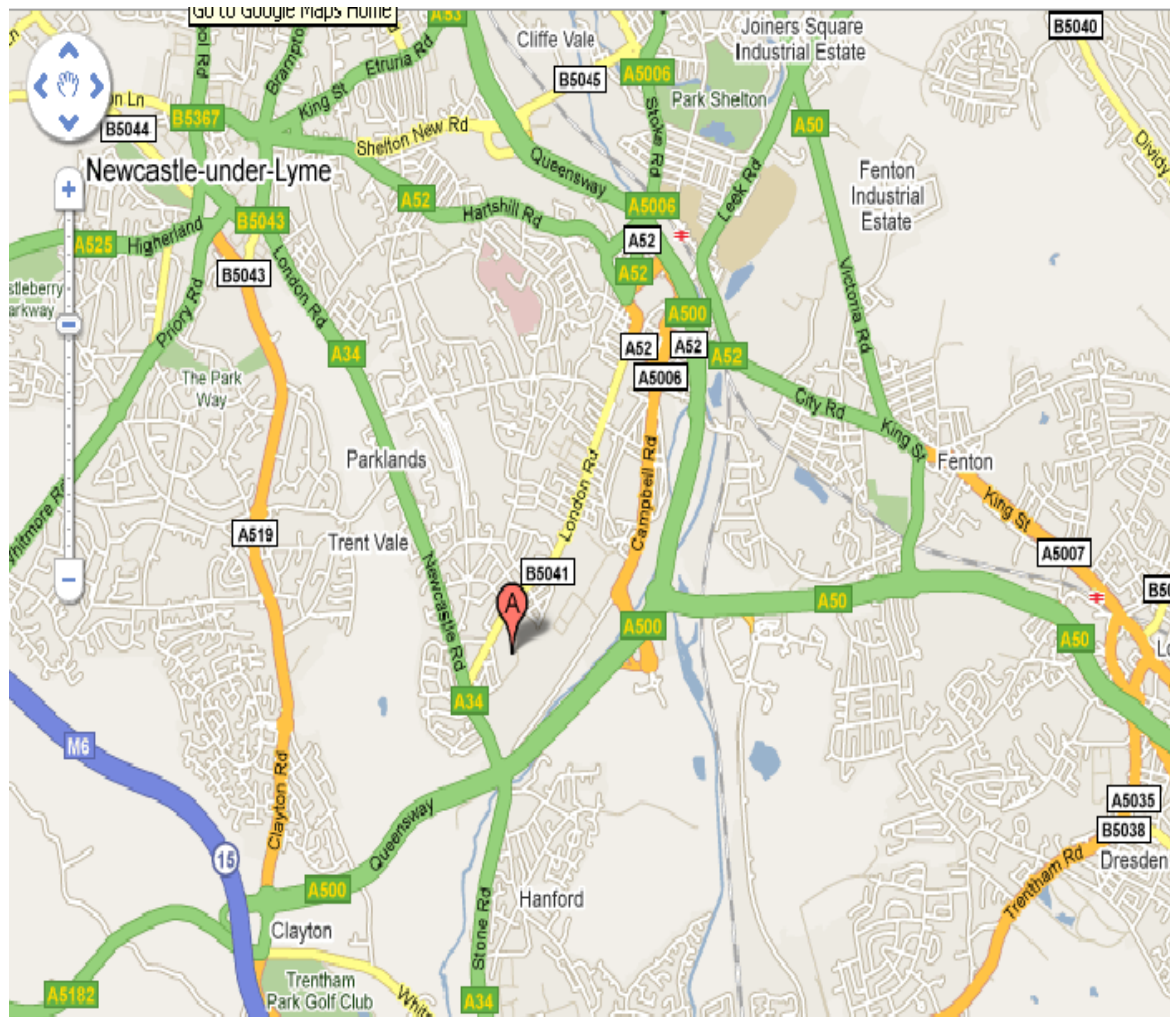 Go to Google Maps Home
A53
Joiners Square
Industrial Estate
B5040
Cliffe Vale
Etruria Rd
B5045
A5006
Park Shelton
Stoke Rd
King St
B5367
B5044
Shelton New Rd
A50
Dividy
Newcastle-under-Lyme
Queensway
Leek Rd
Fenton
Industrial
Estate
A52
Hartshill Rd
A5006
B5043
A525
Higherland
A52
A52
B5043
London Rd
Priory Rd
Victoria Rd
A500
A34
A52
A52
A52
The Park
Way
A5006
City Rd
King St
Fenton
Parklands
London Rd
Campbell Rd
King St
Whitmore Rd
A519
Trent Vale
A5007
Newcastle Rd
B5041
A
A50
A500
A50
A34
M6
Clayton Rd
Queensway
A5035
B5038
15
Dresden
Trentham Rd
A500
Hanford
Clayton
Stone Rd
Trentham
Park Golf Club
A5182
A34